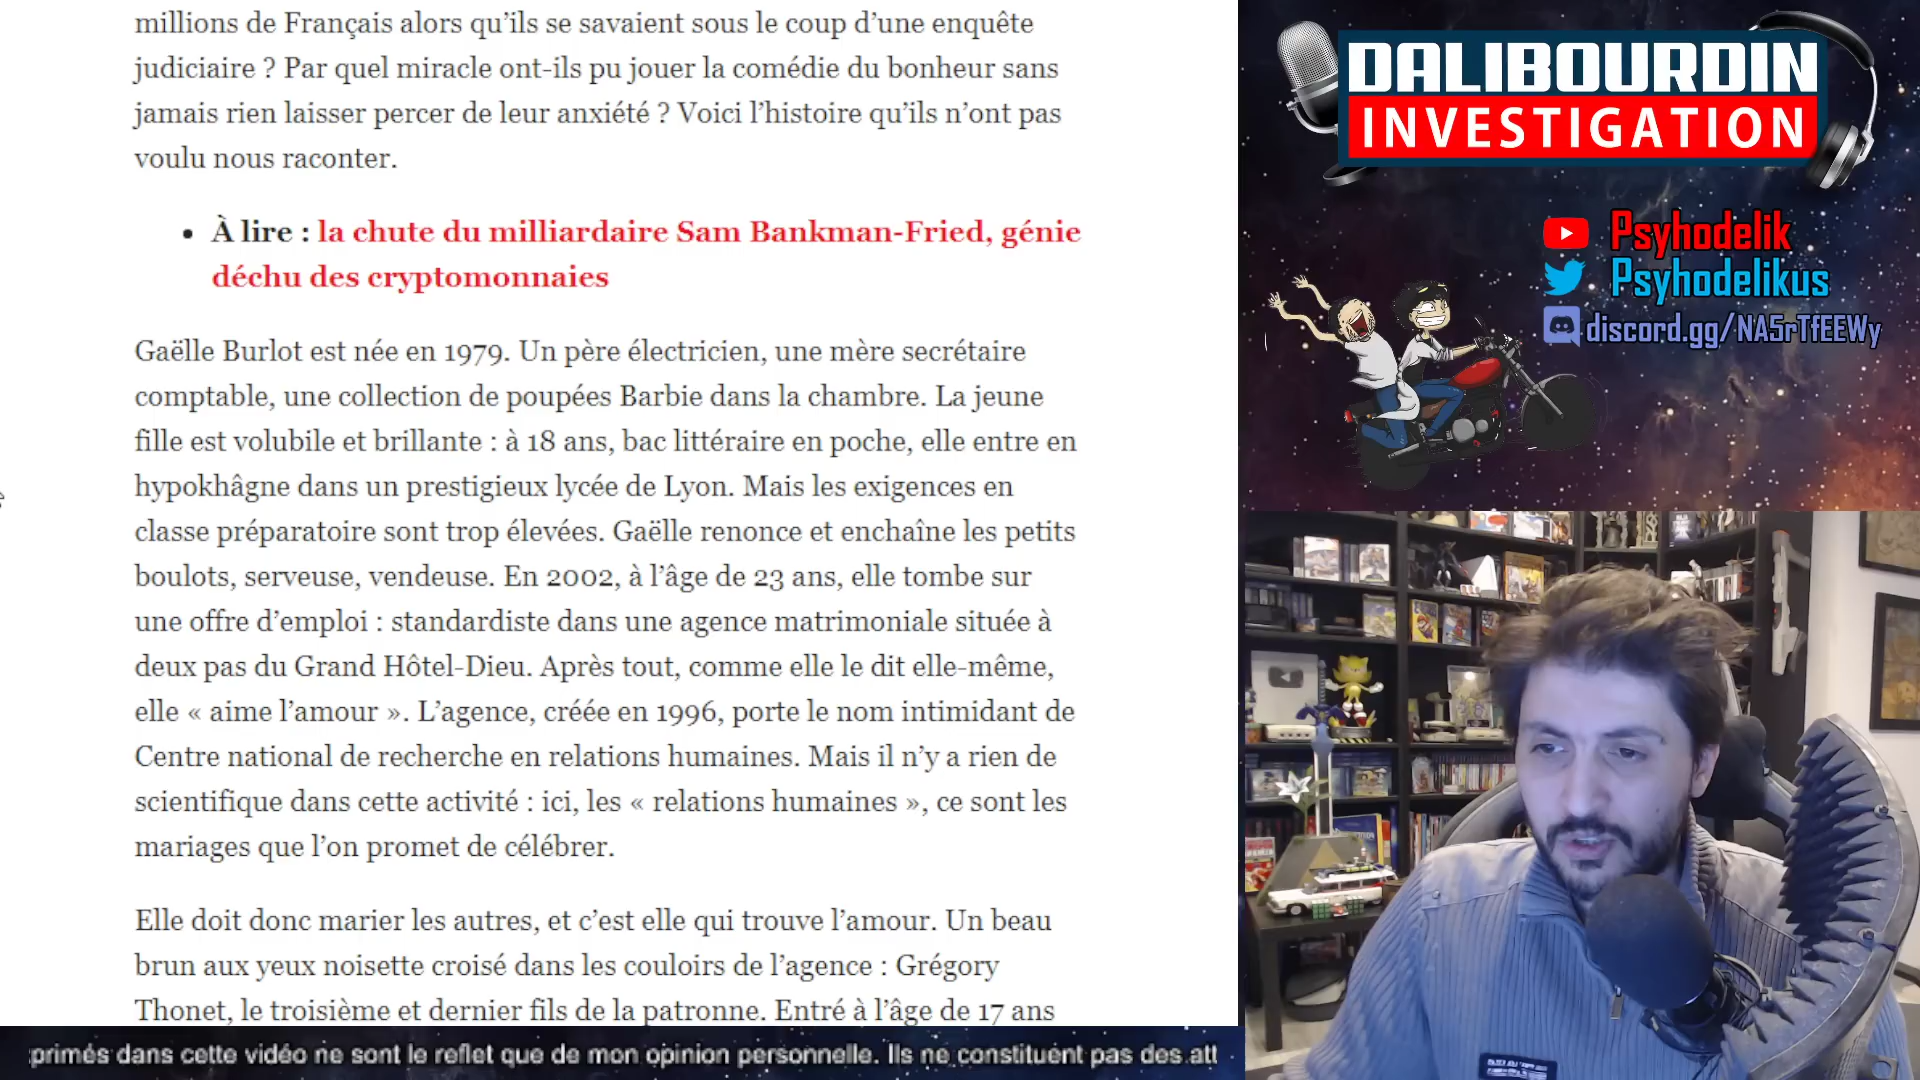 millions de Français alors qu’ils se savaient sous le coup d’une enquête
judiciaire ? Par quel miracle ont-ils pu jouer la comédie du bonheur sans
jamais rien laisser percer de leur anxiété ? Voici l’histoire qu’ils n’ont pas
voulu nous raconter.
• À lire : la chute du milliardaire Sam Bankman-Fried, génie
déchu des cryptomonnaies
Gaëlle Burlot est née en 1979. Un père électricien, une mère secrétaire
comptable, une collection de poupées Barbie dans la chambre. La jeune
fille est volubile et brillante : à 18 ans, bac littéraire en poche, elle entre en
hypokhâgne dans un prestigieux lycée de Lyon. Mais les exigences en
classe préparatoire sont trop élevées. Gaëlle renonce et enchaîne les petits
boulots, serveuse, vendeuse. En 2002, à l’âge de 23 ans, elle tombe sur
une offre d’emploi : standardiste dans une agence matrimoniale située à
deux pas du Grand Hôtel-Dieu. Après tout, comme elle le dit elle-même,
elle « aime l’amour ». L’agence, créée en 1996, porte le nom intimidant de
Centre national de recherche en relations humaines. Mais il n’y a rien de
scientifique dans cette activité : ici, les « relations humaines », ce sont les
mariages que l’on promet de célébrer.
Elle doit donc marier les autres, et c’est elle qui trouve l’amour. Un beau
brun aux yeux noisette croisé dans les couloirs de l’agence : Grégory
Thonet, le troisième et dernier fils de la patronne. Entré à l’âge de 17 ans
primés dans cette vidéo ne sont le reflet que de mon opinion personnelle. Ils ne constituent pas des att
DALIBOURDIN
INVESTIGATION
Psyhodelik
Psyhodelikus
discord.gg/NA5rTfEEWy